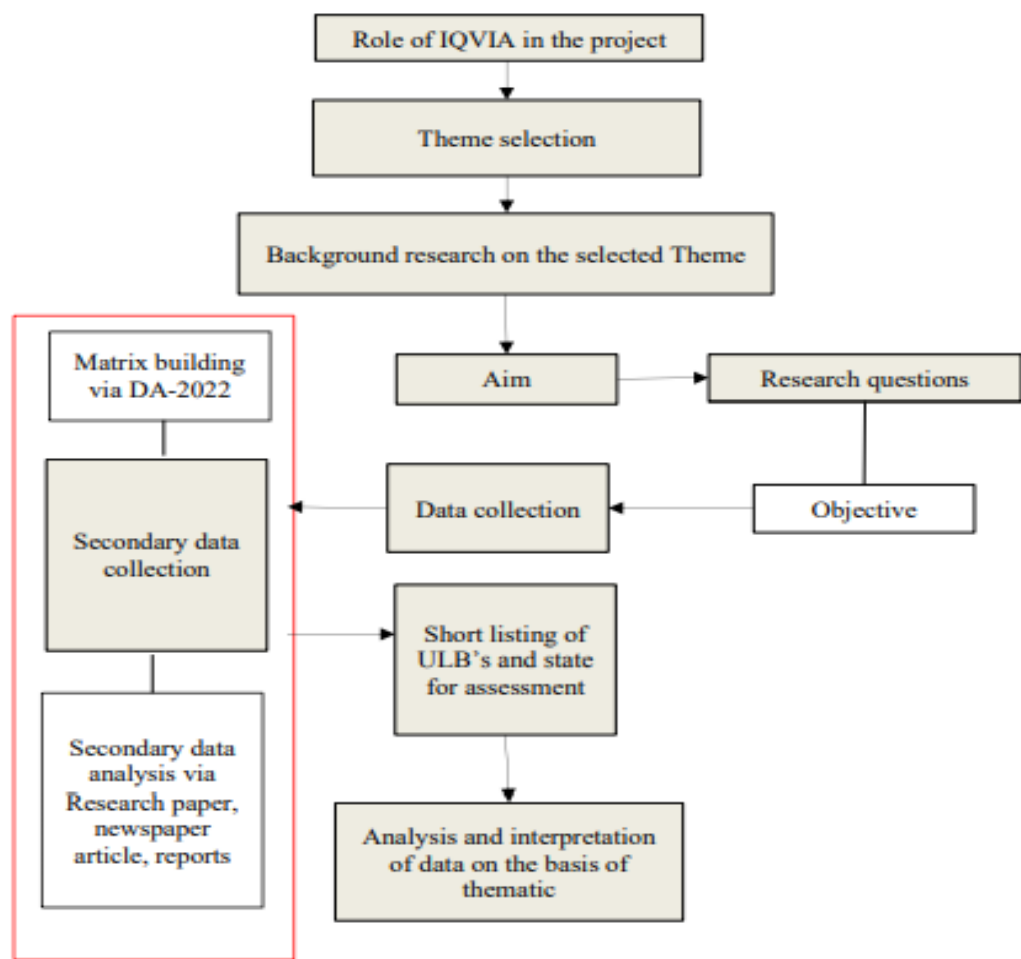 Role of IQVIA in the project
Theme selection
Background research on the selected Theme
Aim
Research questions
Matrix building
via DA-2022
Secondary data
collection
Data collection
Objective
Short listing of
ULB's and state
for assessment
Secondary data
analysis via
Research paper,
newspaper
article, reports
Analysis and interpretation
of data on the basis of
thematic